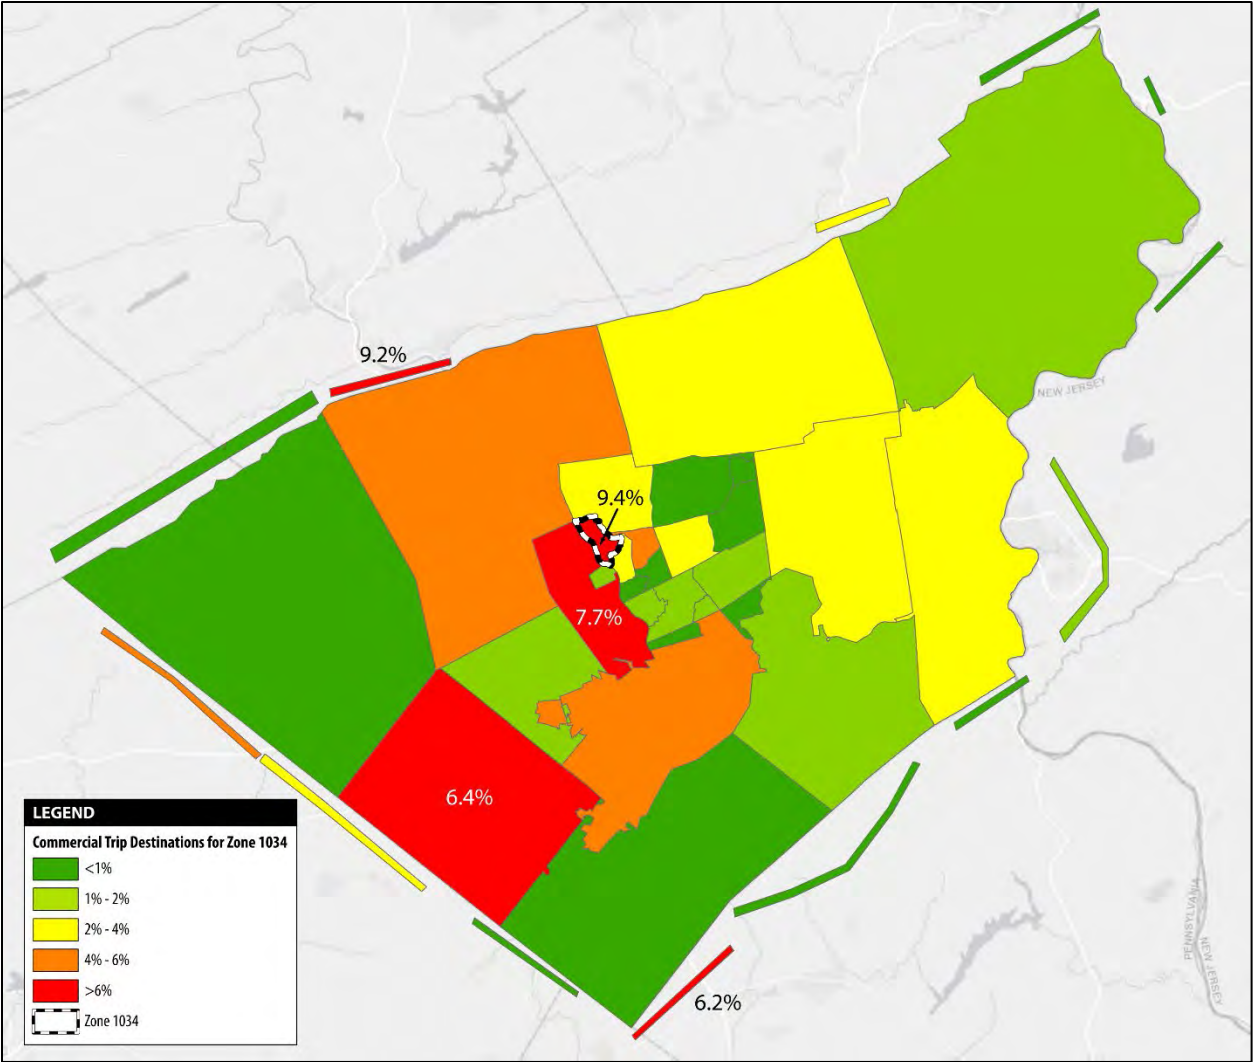 NEW JERSEY
9.2%
9.4%
7.7%
6.4%
6.2%
PENNSYLVANIA
NEW JERSEY
LEGEND
Commercial Trip Destinations for Zone 1034
<1%
1% - 2%
2% - 4%
4% - 6%
>6%
Zone 1034